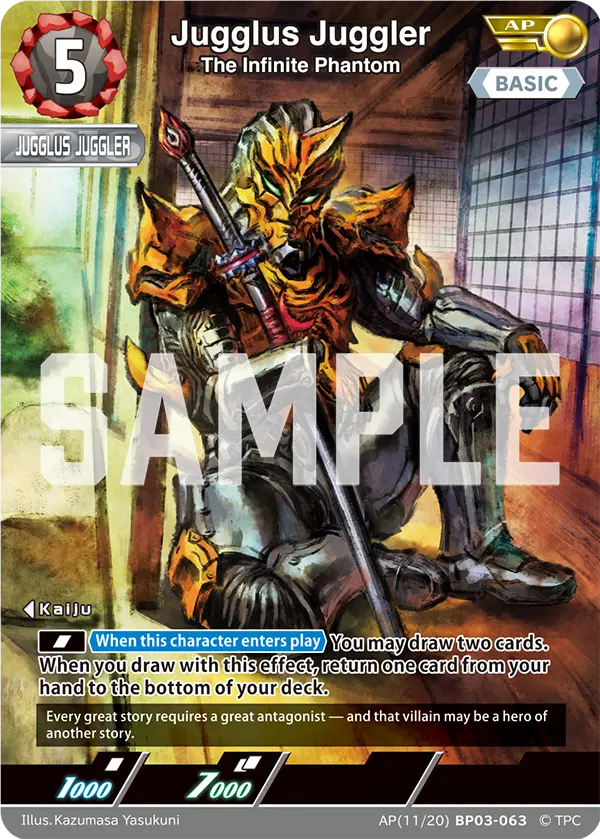 5
Jugglus Juggler
The Infinite Phantom
AP
BASIC
JUGGLUS JUGGLER
SAMPLE
Kaiju
When this character enters play You may draw two cards.
When you draw with this effect, return one card from your
hand to the bottom of your deck.
Every great story requires a great antagonist — and that villain may be a hero of
another story.
1000 7000
Illus.Kazumasa Yasukuni AP(11/20) BP03-063 © TPC